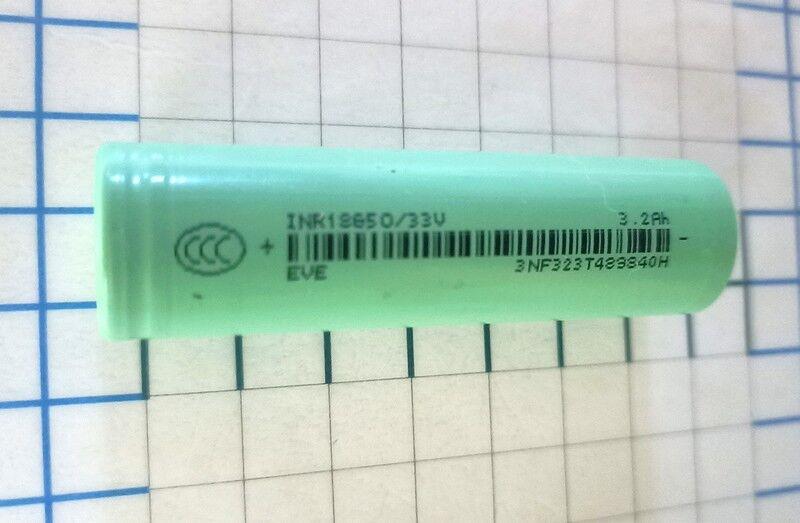 CCC + INR18650/33V 3.2Ah -
EVE 3NF323T489840H